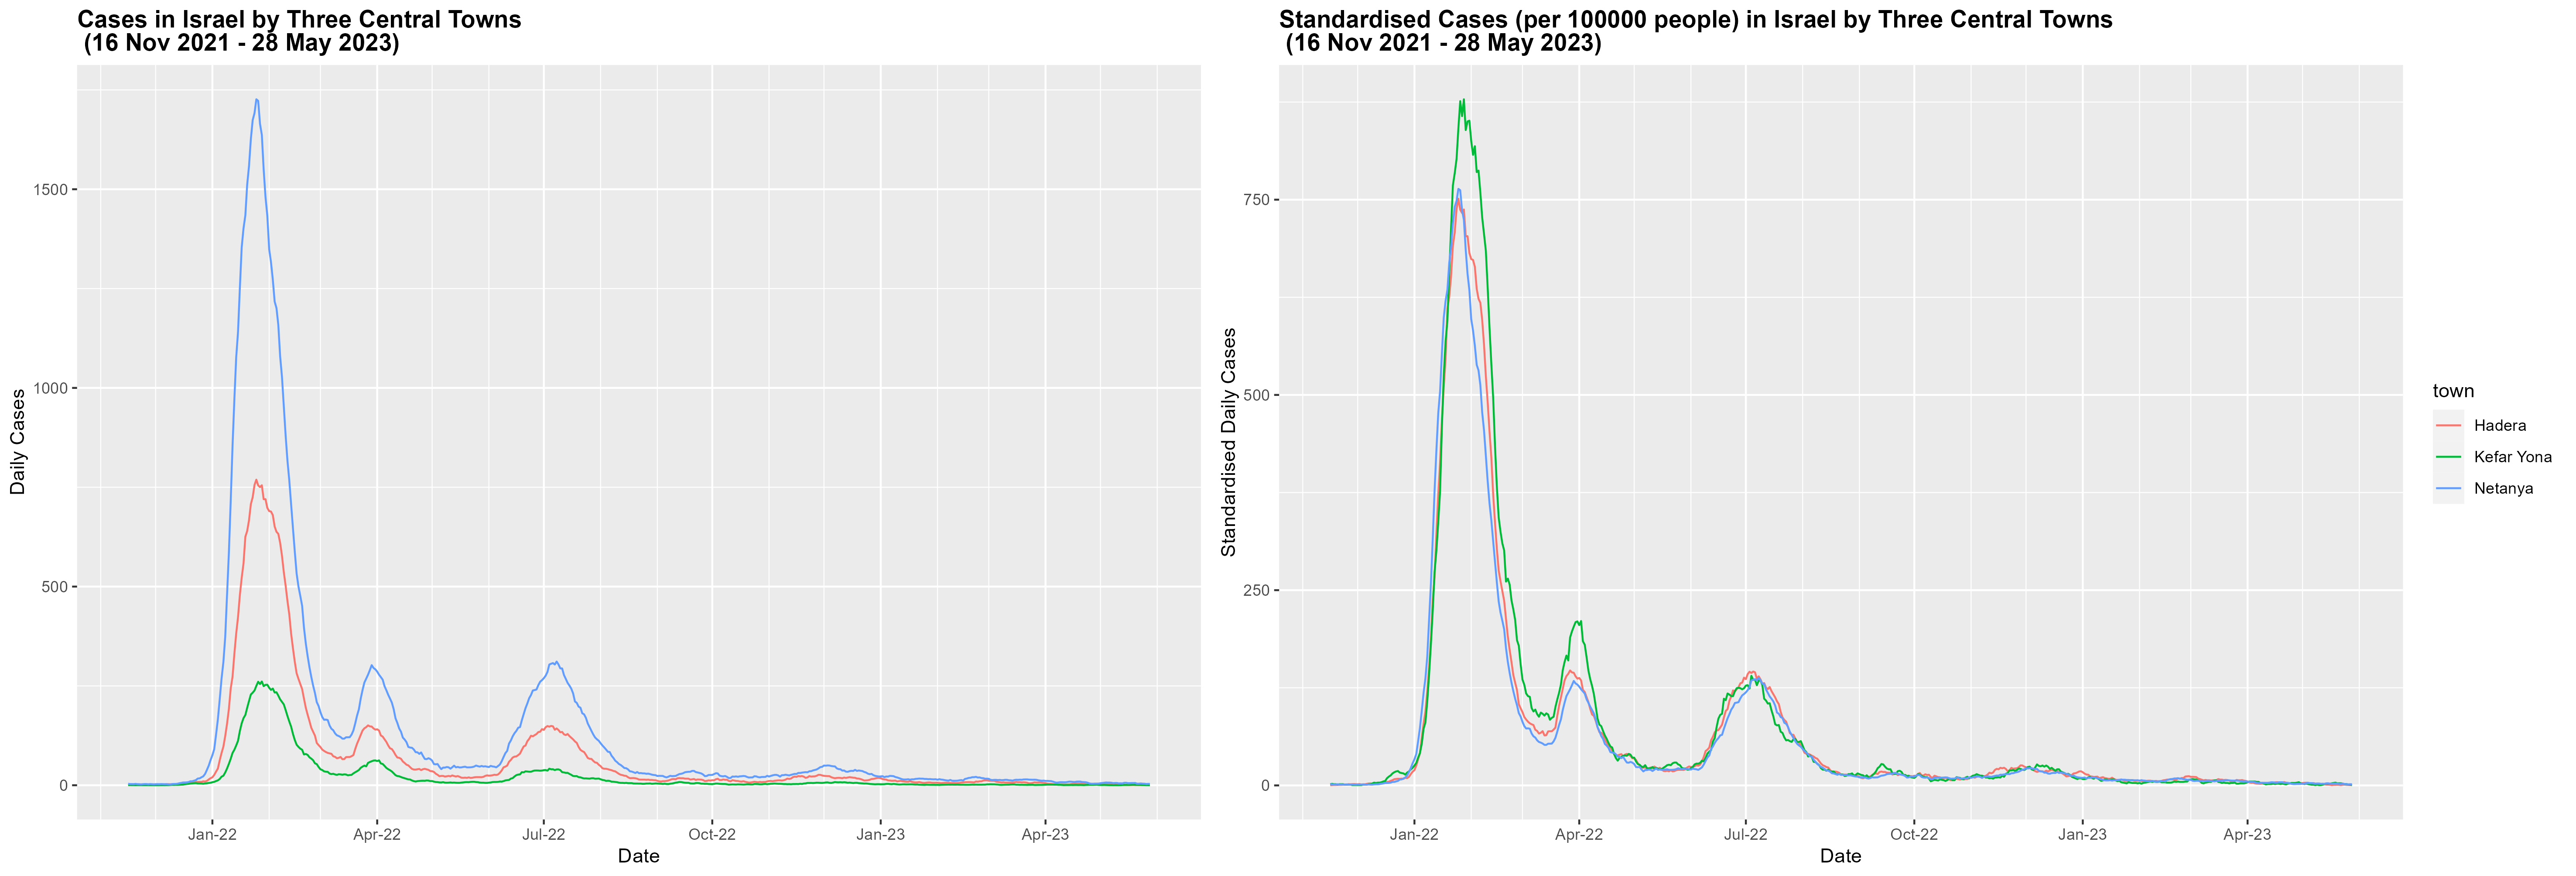 Cases in Israel by Three Central Towns
(16 Nov 2021 - 28 May 2023)
Daily Cases
1500
1000
500
0
Jan-22 Apr-22 Jul-22 Oct-22 Jan-23 Apr-23
Date
Standardised Cases (per 100000 people) in Israel by Three Central Towns
(16 Nov 2021 - 28 May 2023)
Standardised Daily Cases
750
500
250
0
Jan-22 Apr-22 Jul-22 Oct-22 Jan-23 Apr-23
Date
town
Hadera
Kefar Yona
Netanya